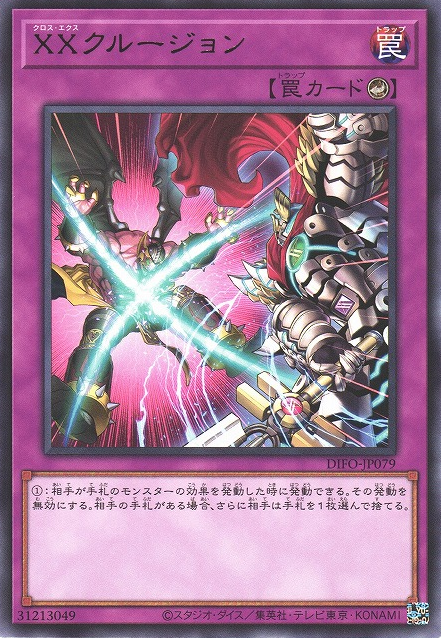 クロス・エクス
XXクルージョン
トラップ
罠
トラップ
【罠カード】
DIFO-JP079
①:相手が手札のモンスターの効果を発動した時に発動できる。その発動を
無効にする。相手の手札がある場合、さらに相手は手札を1枚選んで捨てる。
31213049
©スタジオ・ダイス/集英社・テレビ東京・KONAMI